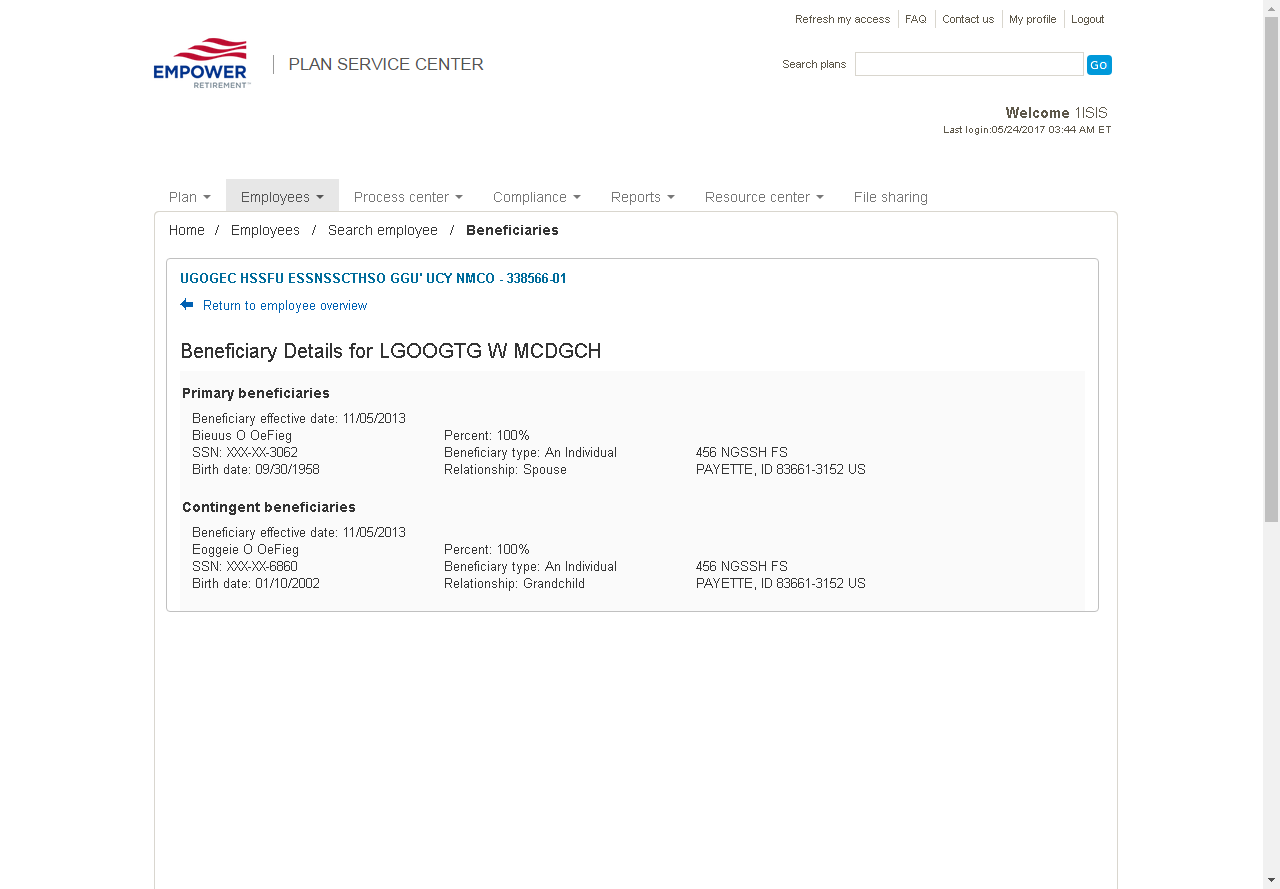 Refresh my access FAQ Contact us My profile Logout
EMPOWER
RETIREMENT™
PLAN SERVICE CENTER
Search plans Go
Welcome 1ISIS
Last login:05/24/2017 03:44 AM ET
Plan Employees Process center Compliance Reports Resource center File sharing
Home / Employees / Search employee / Beneficiaries
UGOGEC HSSFU ESSNSSCTHSO GGU' UCY NMCO - 338566-01
Return to employee overview
Beneficiary Details for LGOOGTG W MCDGCH
Primary beneficiaries
Beneficiary effective date: 11/05/2013
Bieuus O OeFieg Percent: 100%
SSN: XXX-XX-3062 Beneficiary type: An Individual 456 NGSSH FS
Birth date: 09/30/1958 Relationship: Spouse PAYETTE, ID 83661-3152 US
Contingent beneficiaries
Beneficiary effective date: 11/05/2013
Eoggeie O OeFieg Percent: 100%
SSN: XXX-XX-6860 Beneficiary type: An Individual 456 NGSSH FS
Birth date: 01/10/2002 Relationship: Grandchild PAYETTE, ID 83661-3152 US